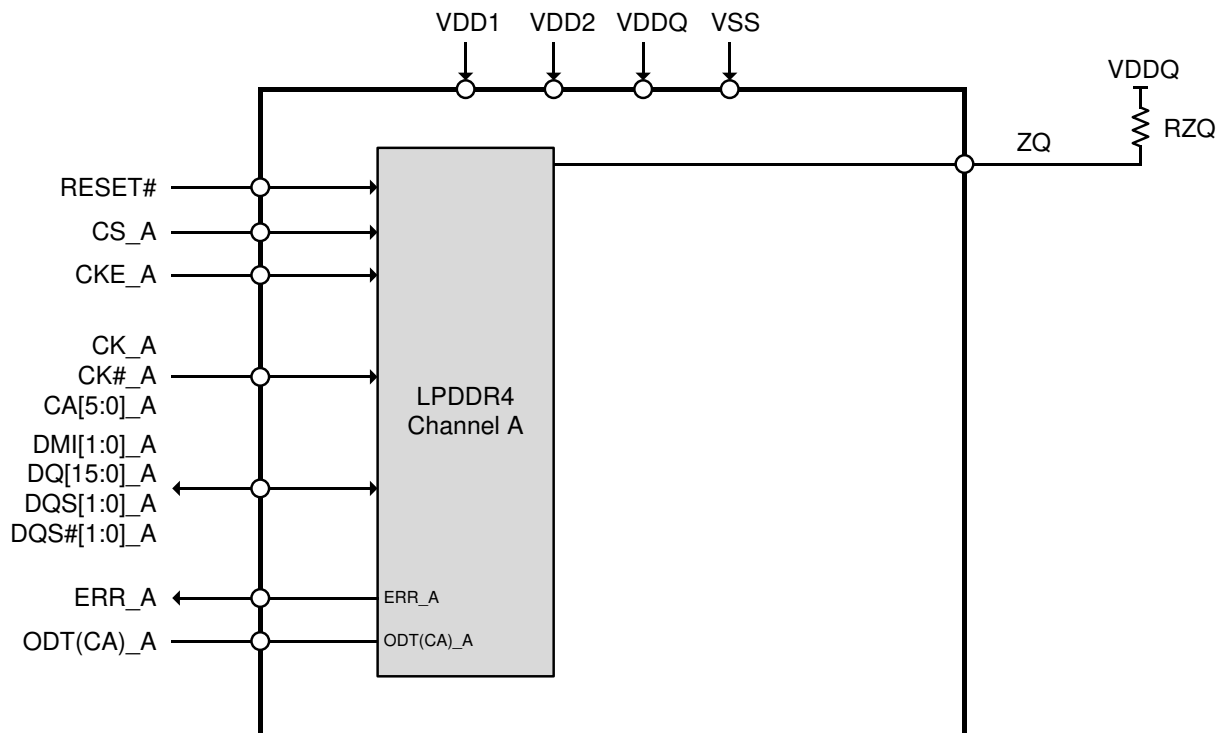 VDD1 VDD2 VDDQ VSS
VDDQ
RZQ
ZQ
RESET#
CS_A
CKE_A
CK_A
CK#_A
CA[5:0]_A
DMI[1:0]_A
DQ[15:0]_A
DQS[1:0]_A
DQS#[1:0]_A
LPDDR4
Channel A
ERR_A
ERR_A
ODT(CA)_A
ODT(CA)_A